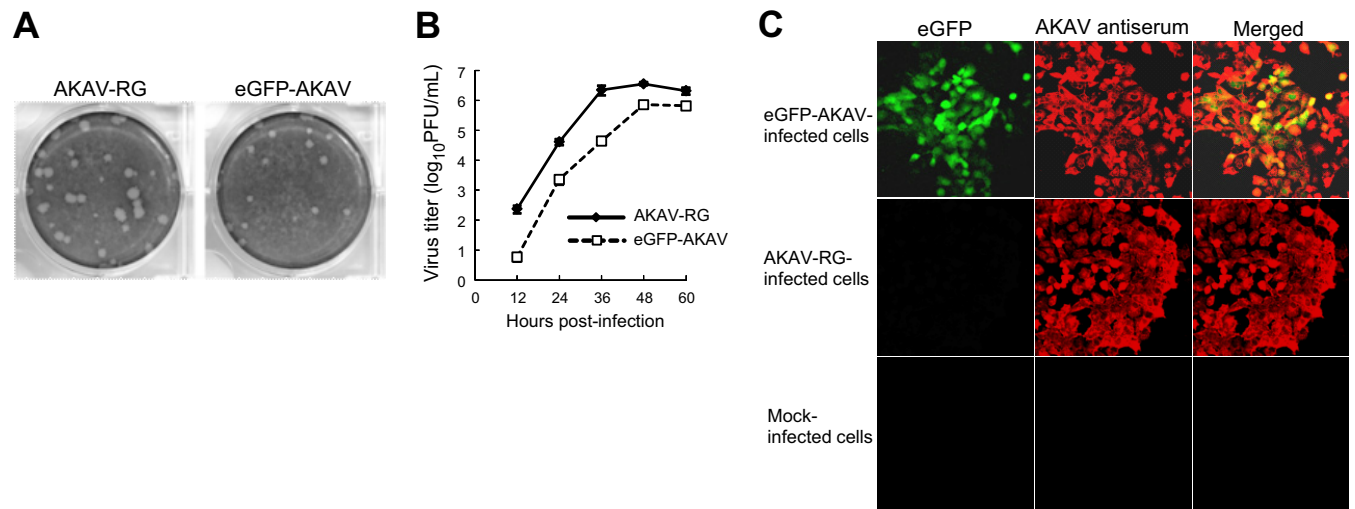 A
AKAV-RG
eGFP-AKAV
B
Virus titer (log₁₀PFU/mL)
7
6
5
4
3
2
1
0
0
12
24
36
48
60
Hours post-infection
AKAV-RG
eGFP-AKAV
C
eGFP
AKAV antiserum
Merged
eGFP-AKAV-
infected cells
AKAV-RG-
infected cells
Mock-
infected cells